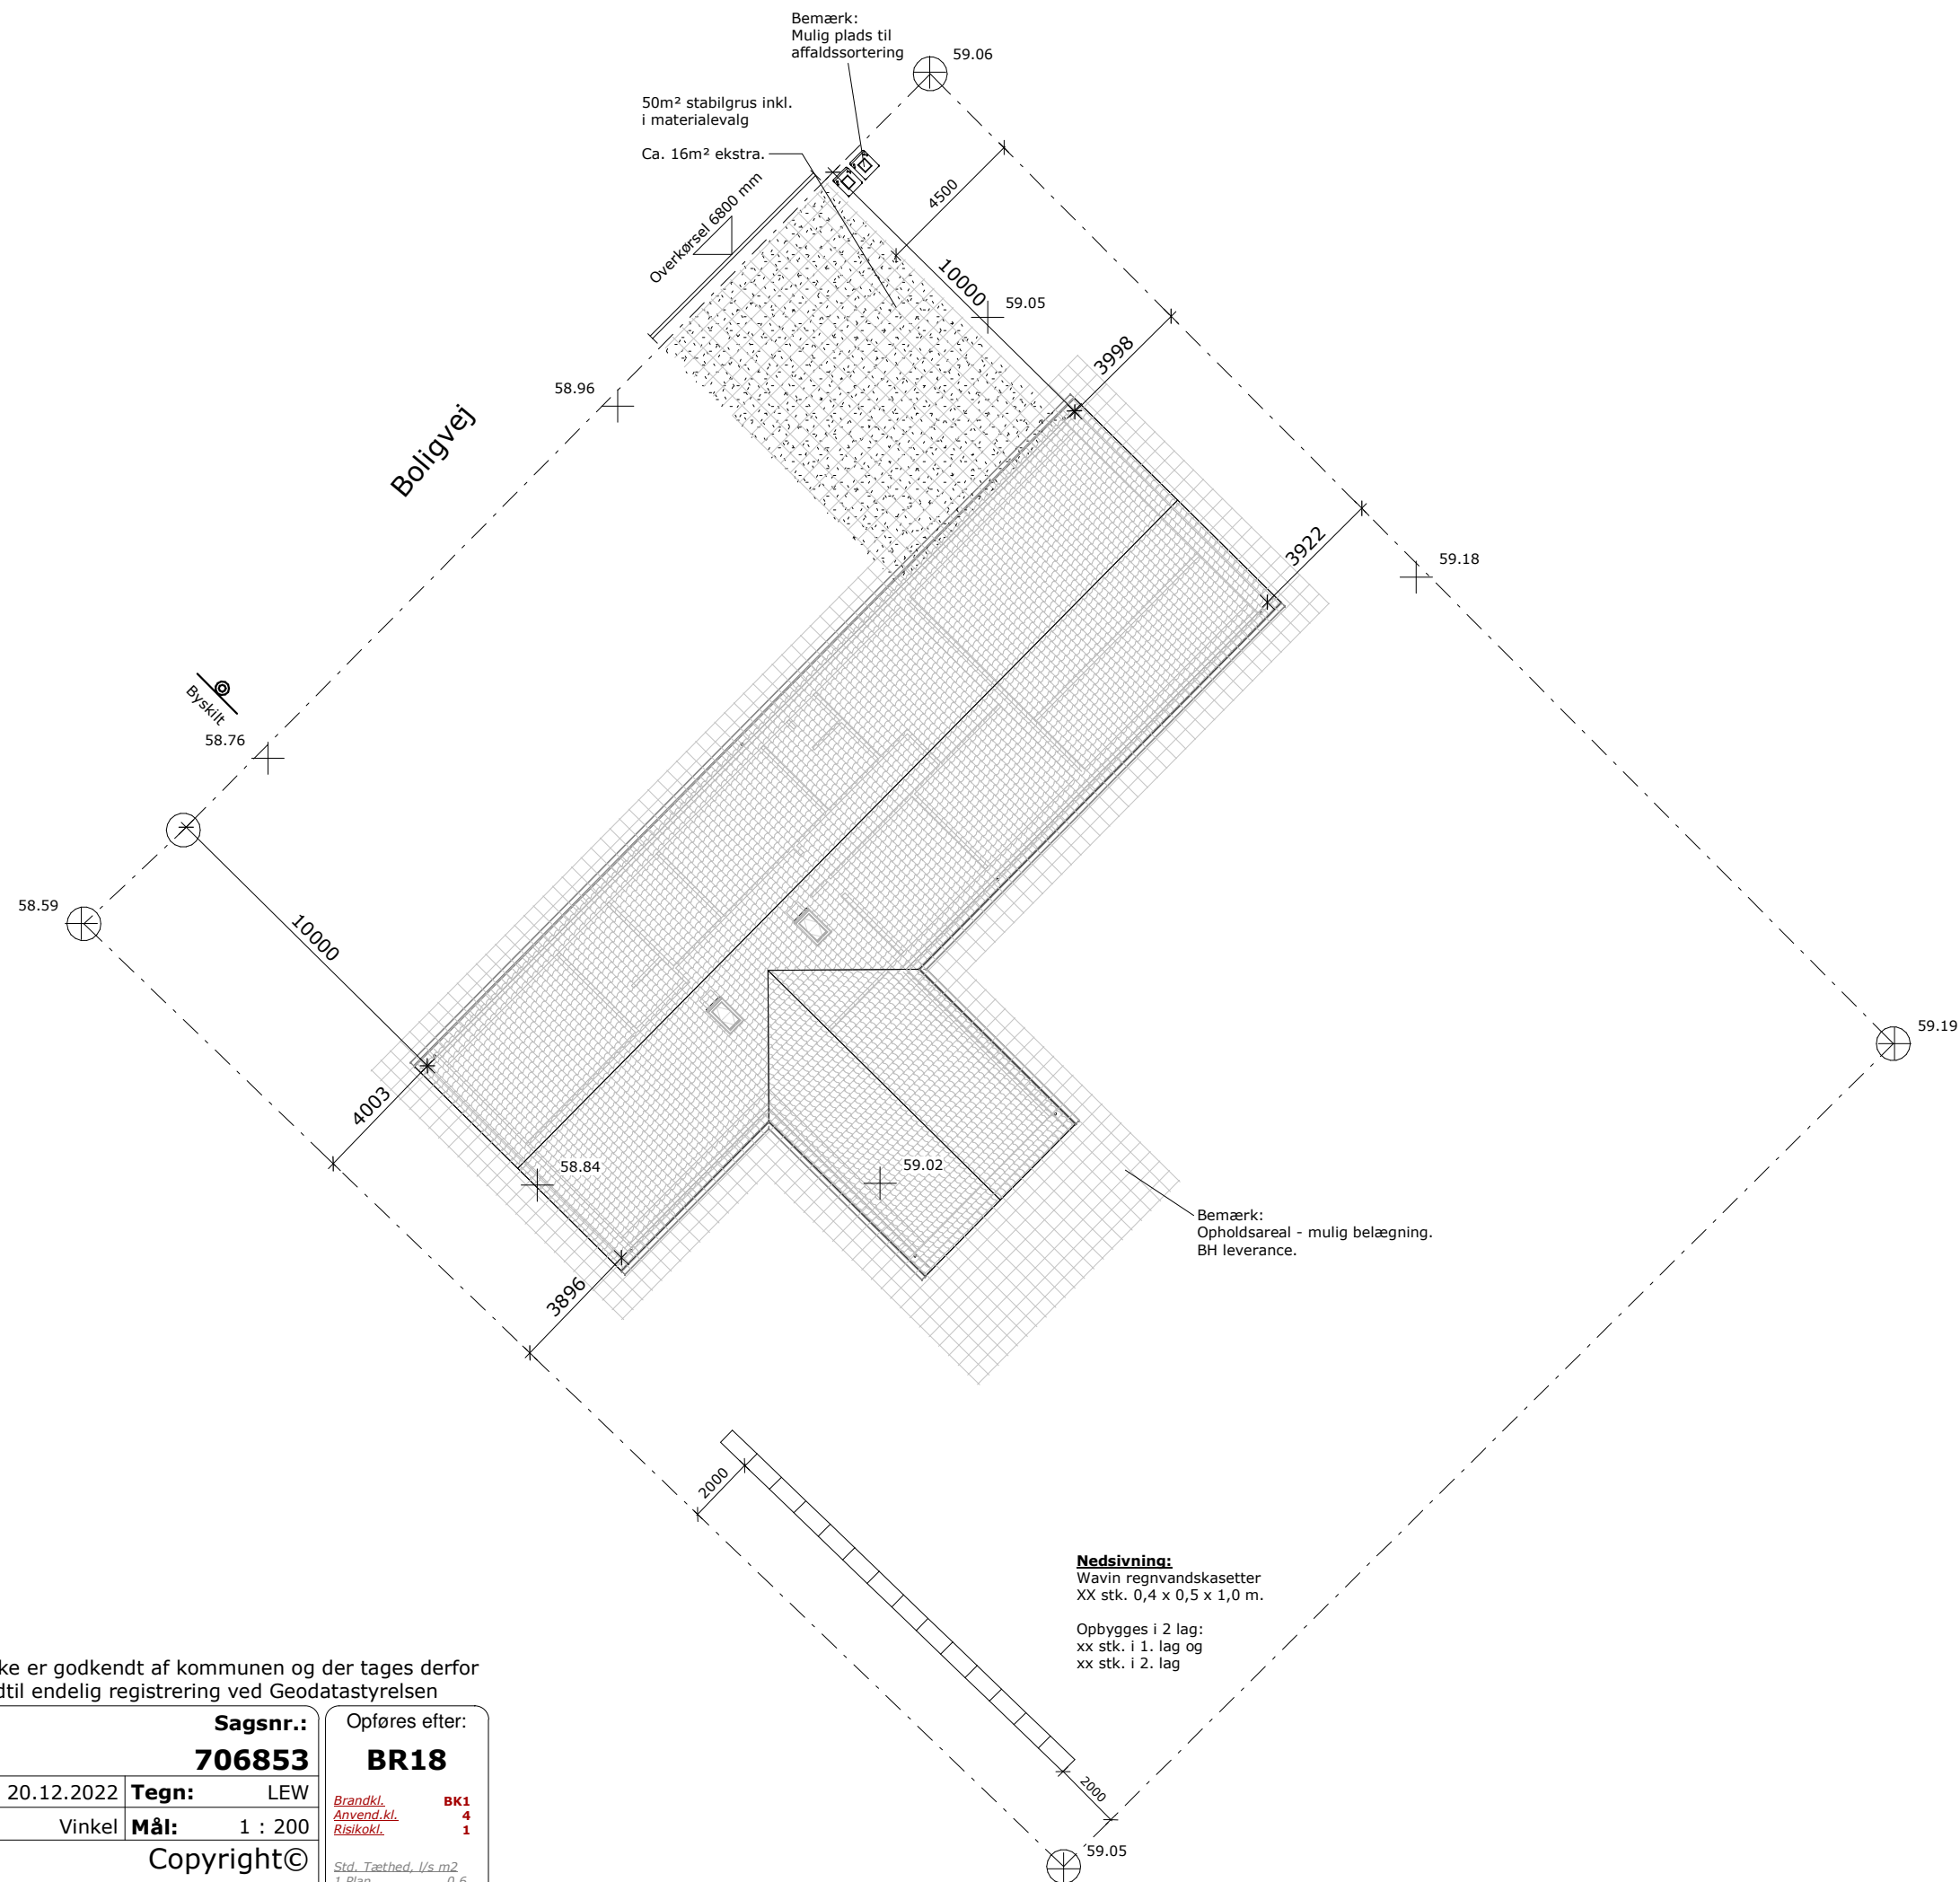 Bemærk:
Mulig plads til
affaldssortering
59.06
50m² stabilgrus inkl.
i materialevalg
Ca. 16m² ekstra.
Overkørsel 6800 mm
4500
10000
59.05
3998
58.96
Boligvej
3922
59.18
Byskilt
58.76
58.59
10000
4003
59.19
58.84
59.02
Bemærk:
Opholdsareal - mulig belægning.
BH leverance.
3896
2000
Nedsivning:
Wavin regnvandskasetter
XX stk. 0,4 x 0,5 x 1,0 m.
Opbygges i 2 lag:
xx stk. i 1. lag og
xx stk. i 2. lag
2000
59.05
ke er godkendt af kommunen og der tages derfor
dtil endelig registrering ved Geodatastyrelsen
Sagsnr.:
706853
20.12.2022 Tegn: LEW
Vinkel Mål: 1 : 200
Copyright©
Opføres efter:
BR18
Brandkl. BK1
Anvend.kl. 4
Risikokl. 1
Std. Tæthed, l/s m2
1 Plan 0,6